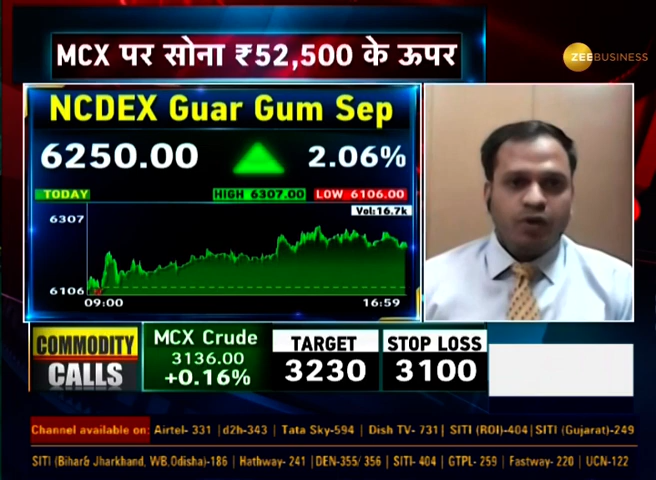 MCX पर सोना ₹52,500 के ऊपर
ZEE BUSINESS
NCDEX Guar Gum Sep
6250.00 2.06%
TODAY HIGH 6307.00 LOW 6106.00
Vol:16.7k
6307
6106
09:00 16:59
COMMODITY CALLS
MCX Crude
3136.00
+0.16%
TARGET
3230
STOP LOSS
3100
Channel available on: Airtel- 331 | d2h-343 | Tata Sky-594 | Dish TV- 731| SITI (ROI)-404| SITI (Gujarat)-249
SITI (Bihar& Jharkhand, WB,Odisha)-186 | Hathway- 241 |DEN-355/ 356 | SITI- 404 | GTPL- 259 | Fastway- 220 | UCN-122